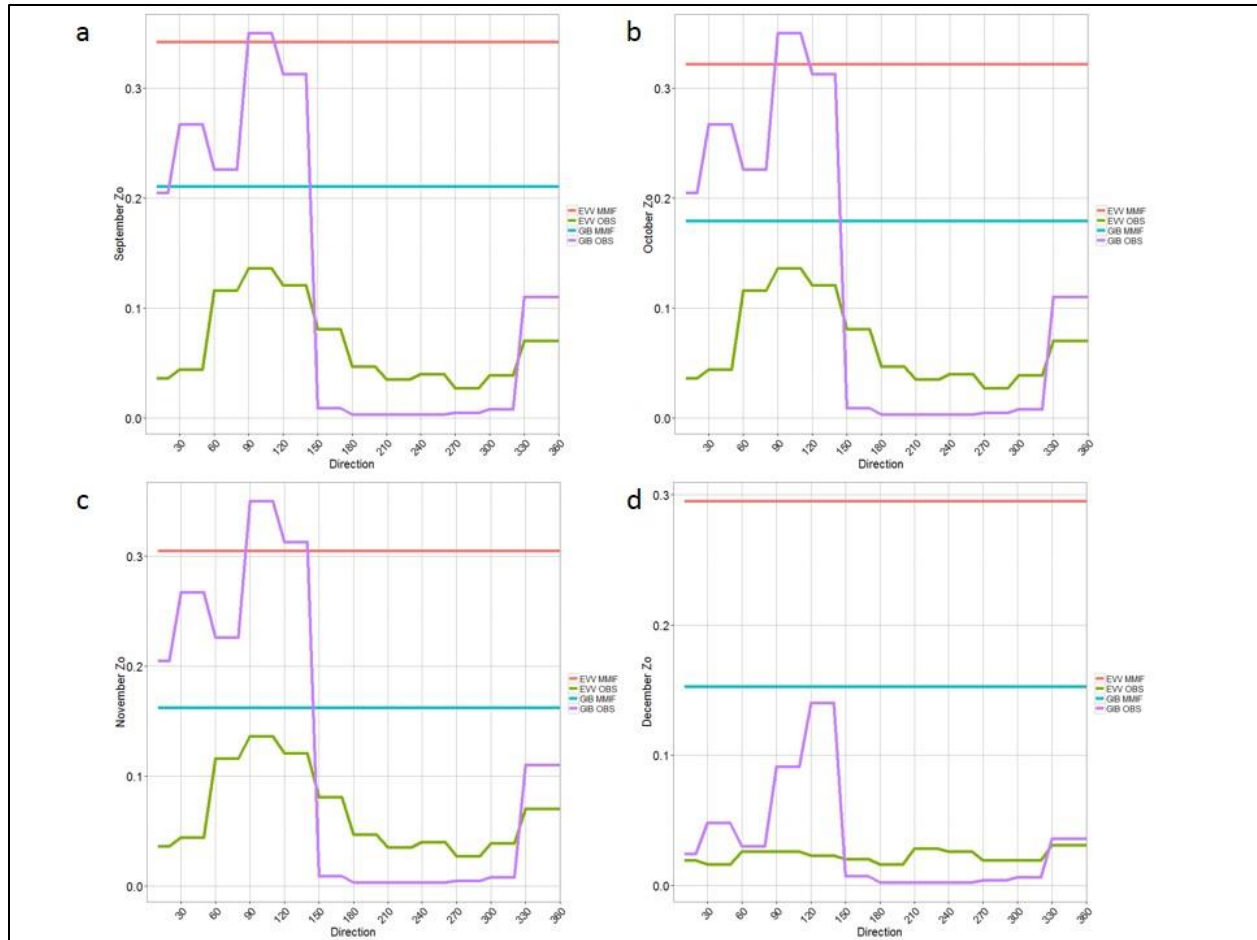 a
September Zo
0.3
0.2
0.1
0.0
30 60 90 120 150 180 210 240 270 300 330 360
Direction
EVV MMIF
EVV OBS
GIB MMIF
GIB OBS
b
October Zo
0.3
0.2
0.1
0.0
30 60 90 120 150 180 210 240 270 300 330 360
Direction
EVV MMIF
EVV OBS
GIB MMIF
GIB OBS
c
November Zo
0.3
0.2
0.1
0.0
30 60 90 120 150 180 210 240 270 300 330 360
Direction
EVV MMIF
EVV OBS
GIB MMIF
GIB OBS
d
December Zo
0.3
0.2
0.1
0.0
30 60 90 120 150 180 210 240 270 300 330 360
Direction
EVV MMIF
EVV OBS
GIB MMIF
GIB OBS